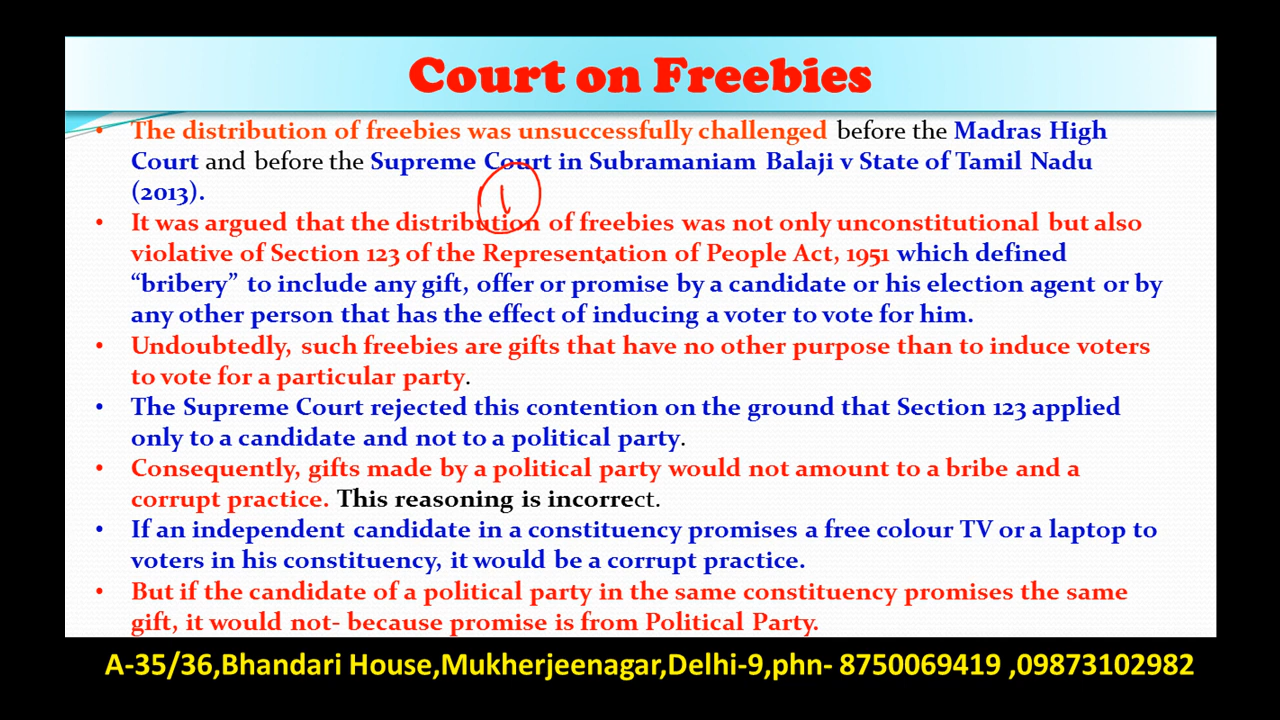 Court on Freebies
• The distribution of freebies was unsuccessfully challenged before the Madras High
Court and before the Supreme Court in Subramaniam Balaji v State of Tamil Nadu
(2013).
• It was argued that the distribution of freebies was not only unconstitutional but also
violative of Section 123 of the Representation of People Act, 1951 which defined
“bribery” to include any gift, offer or promise by a candidate or his election agent or by
any other person that has the effect of inducing a voter to vote for him.
• Undoubtedly, such freebies are gifts that have no other purpose than to induce voters
to vote for a particular party.
• The Supreme Court rejected this contention on the ground that Section 123 applied
only to a candidate and not to a political party.
• Consequently, gifts made by a political party would not amount to a bribe and a
corrupt practice. This reasoning is incorrect.
• If an independent candidate in a constituency promises a free colour TV or a laptop to
voters in his constituency, it would be a corrupt practice.
• But if the candidate of a political party in the same constituency promises the same
gift, it would not- because promise is from Political Party.
A-35/36,Bhandari House,Mukherjeenagar,Delhi-9,phn- 8750069419 ,09873102982